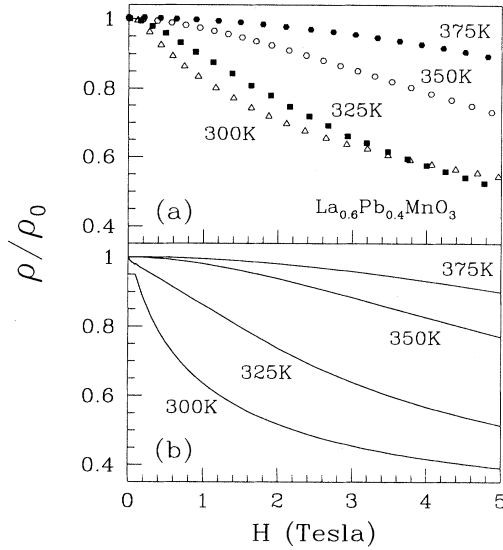 1
375K
350K
0.8
325K
300K
0.6
(a)
La0.6Pb0.4MnO3
0.4
ρ/ρ0
1
375K
350K
0.8
325K
0.6
300K
(b)
0.4
0 1 2 3 4 5
H (Tesla)